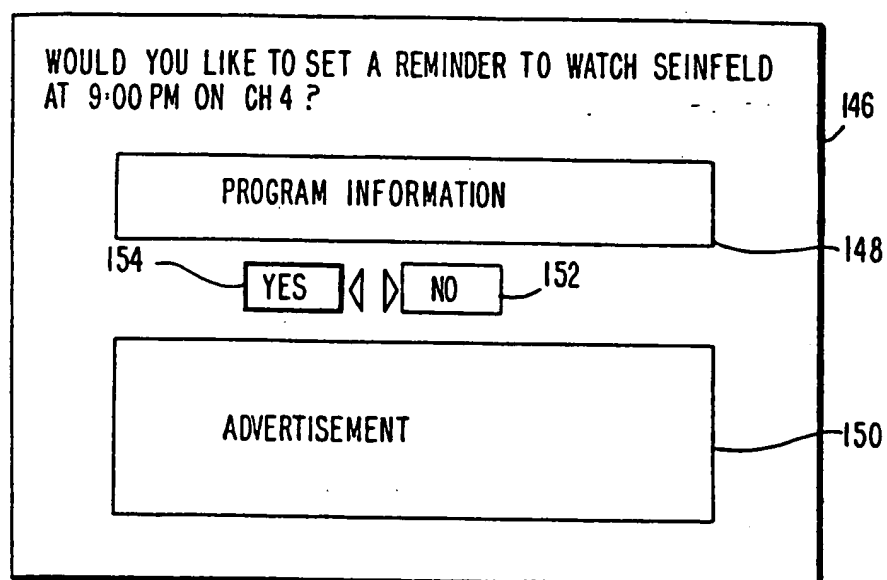 WOULD YOU LIKE TO SET A REMINDER TO WATCH SEINFELD
AT 9:00 PM ON CH 4 ?
146
PROGRAM INFORMATION
148
154
YES
NO
152
ADVERTISEMENT
150